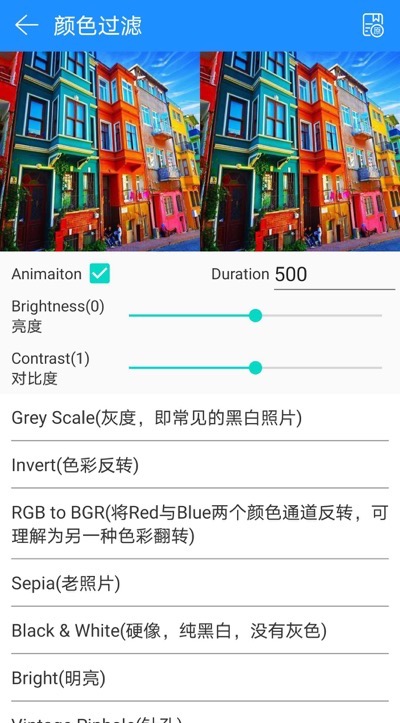 颜色过滤
Animaiton
Duration 500
Brightness(0)
亮度
Contrast(1)
对比度
Grey Scale(灰度，即常见的黑白照片)
Invert(色彩反转)
RGB to BGR(将Red与Blue两个颜色通道反转，可
理解为另一种色彩翻转)
Sepia(老照片)
Black & White(硬像，纯黑白，没有灰色)
Bright(明亮)
Vintage Pinhole(针孔)